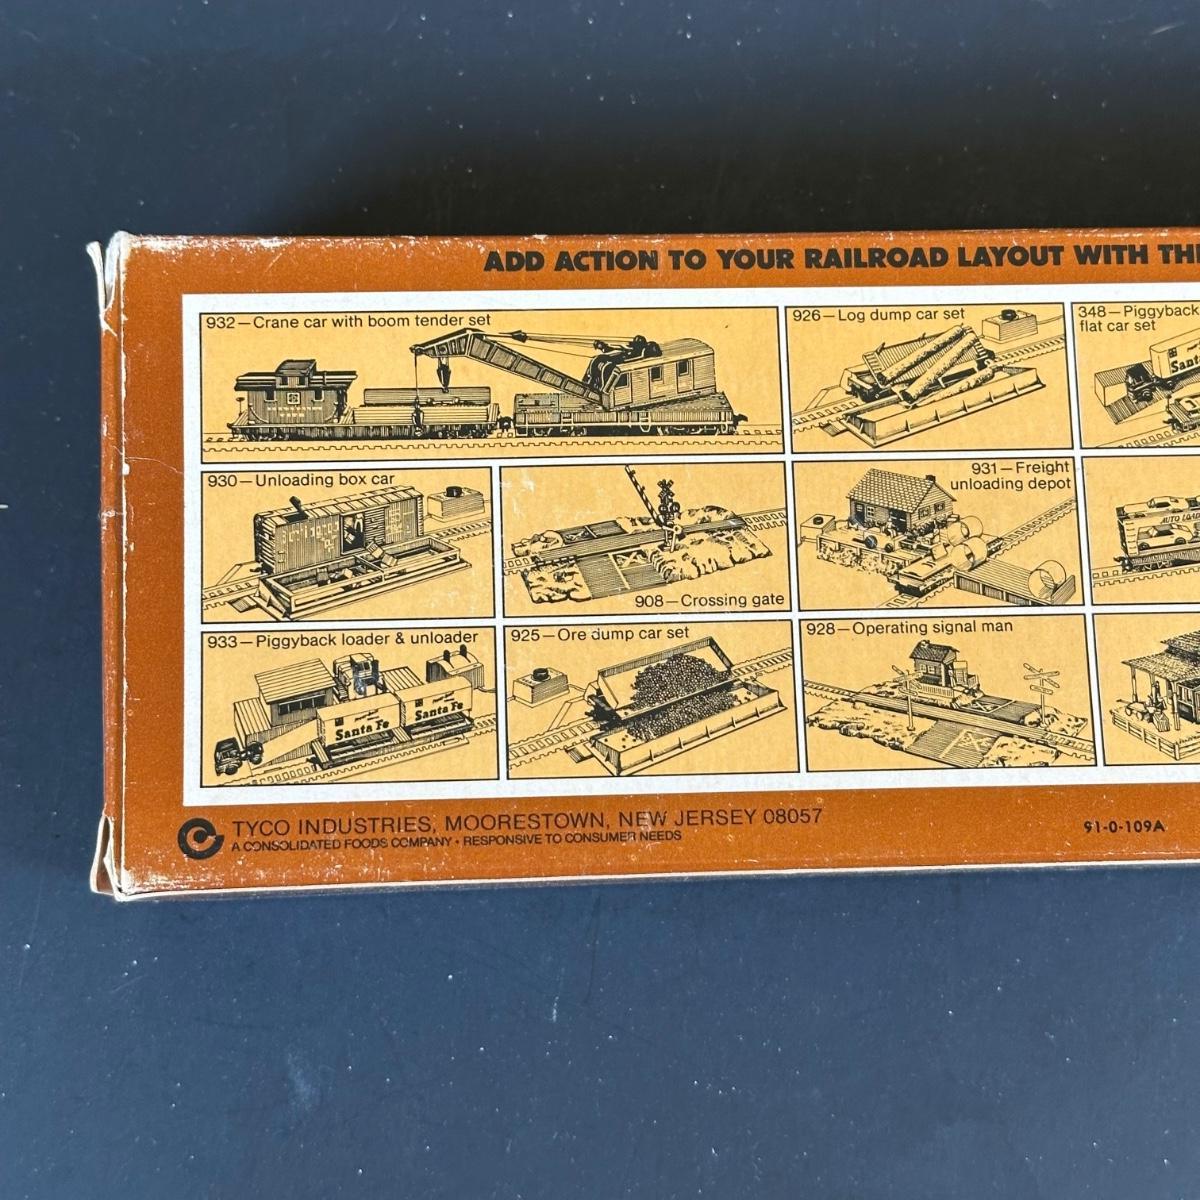 ADD ACTION TO YOUR RAILROAD LAYOUT WITH
932—Crane car with boom tender set
926—Log dump car set
348—Piggyback
flat car set
Santa
930—Unloading box car
908—Crossing gate
931—Freight
unloading depot
AUTO LOA
933—Piggyback loader & unloader
Santa Fe
Santa Fe
925—Ore dump car set
928—Operating signal man
TYCO INDUSTRIES, MOORESTOWN, NEW JERSEY 08057
A CONSOLIDATED FOODS COMPANY • RESPONSIVE TO CONSUMER NEEDS
91-0-109A